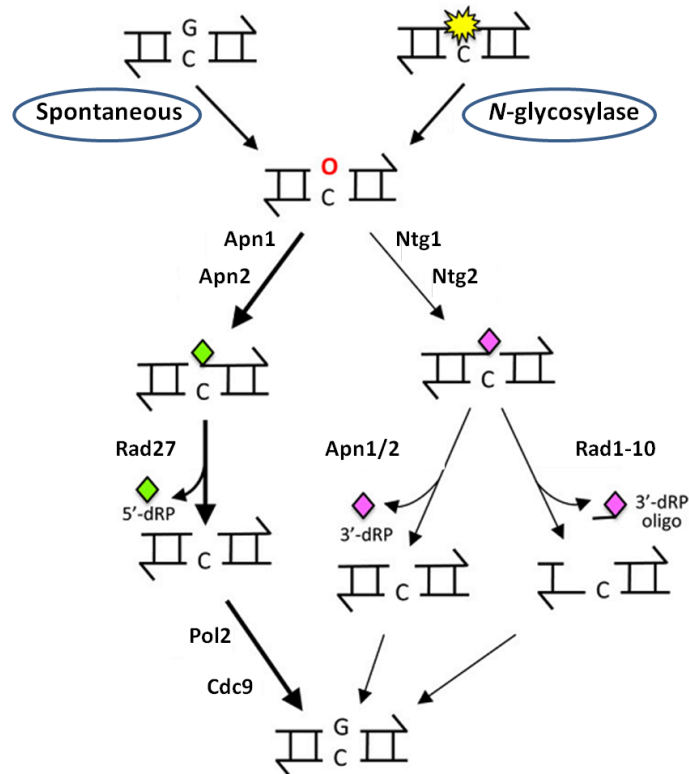 G
C
C
Spontaneous
N-glycosylase
O
C
Apn1
Apn2
Ntg1
Ntg2
C
C
Rad27
Apn1/2
Rad1-10
5’-dRP
3’-dRP
3’-dRP
oligo
C
C
C
Pol2
Cdc9
G
C